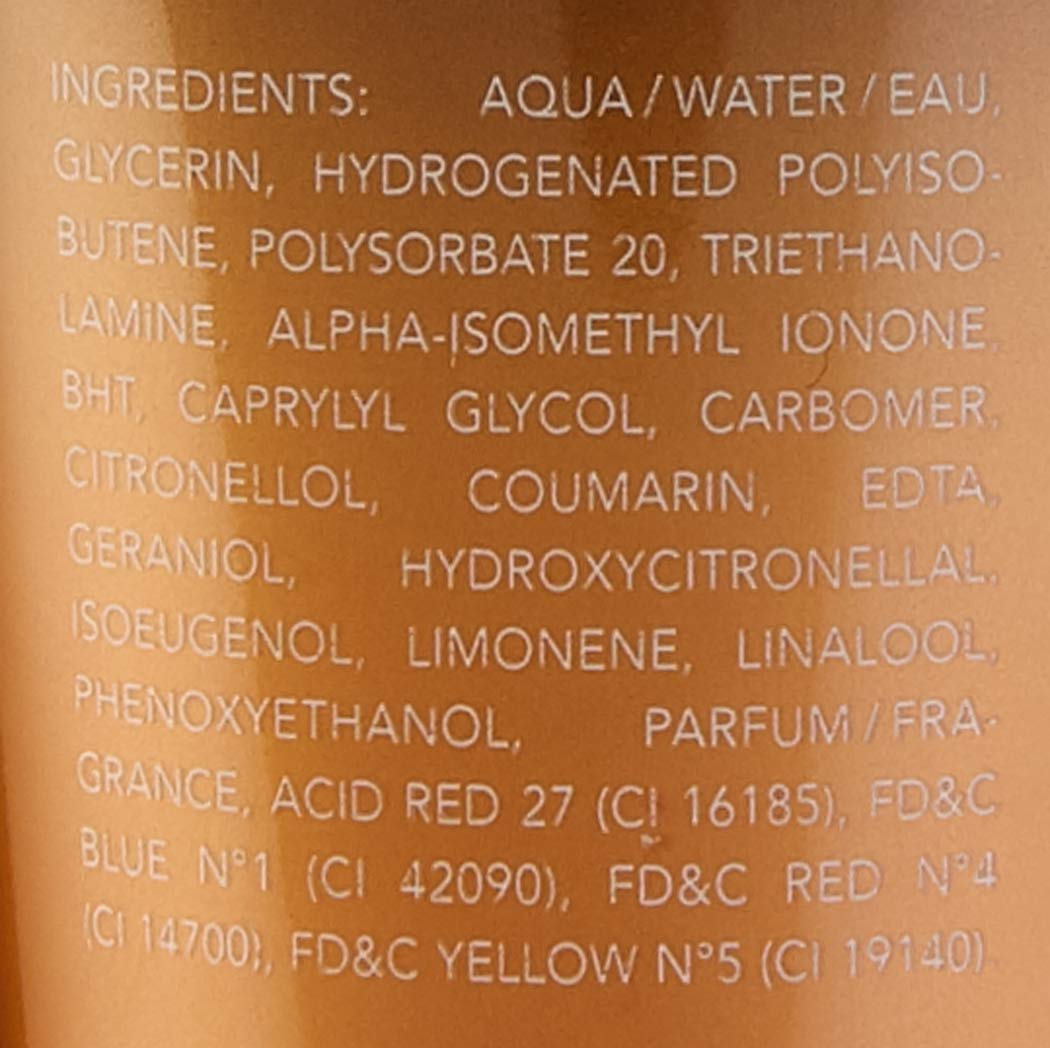 INGREDIENTS: AQUA/WATER/EAU,
GLYCERIN, HYDROGENATED POLYISO-
BUTENE, POLYSORBATE 20, TRIETHANO-
LAMINE, ALPHA-ISOMETHYL IONONE,
BHT, CAPRYLYL GLYCOL, CARBOMER,
CITRONELLOL, COUMARIN, EDTA,
GERANIOL, HYDROXYCITRONELLAL,
ISOEUGENOL, LIMONENE, LINALOOL,
PHENOXYETHANOL, PARFUM/FRA-
GRANCE, ACID RED 27 (CI 16185), FD&C
BLUE N°1 (CI 42090), FD&C RED N°4
(CI 14700), FD&C YELLOW N°5 (CI 19140).